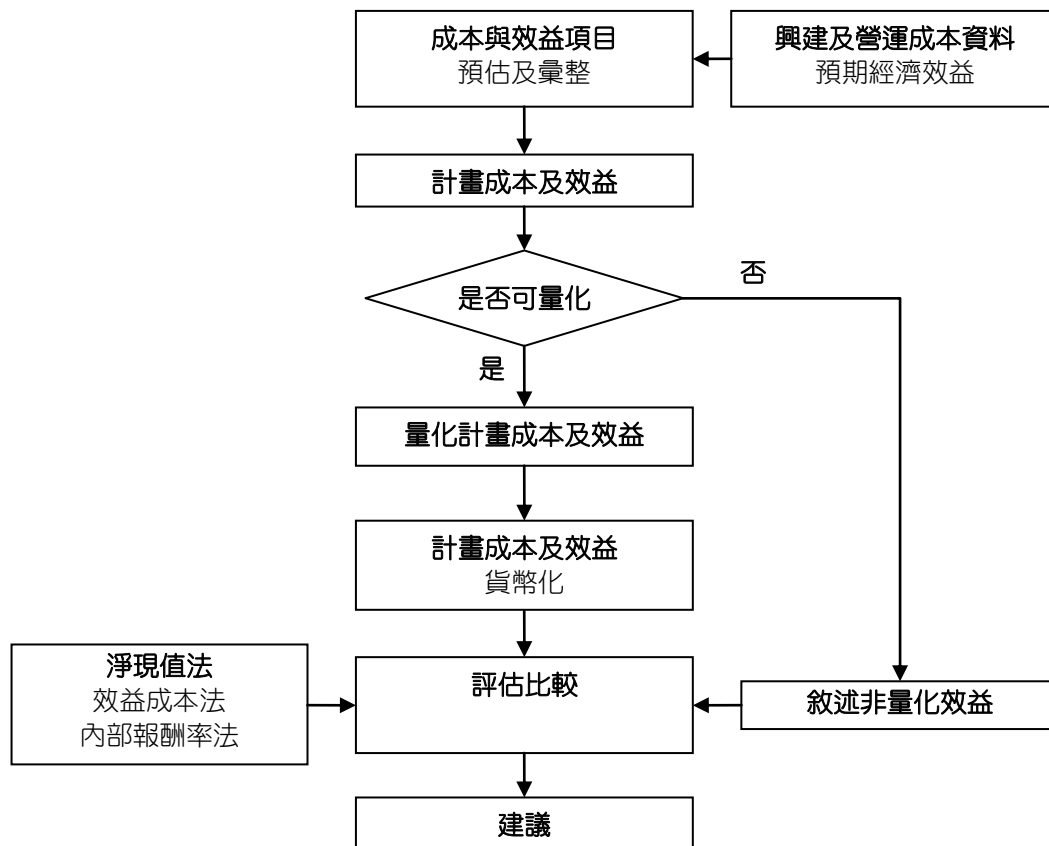 成本與效益項目
預估及彙整
興建及營運成本資料
預期經濟效益
計畫成本及效益
是否可量化
否
是
量化計畫成本及效益
計畫成本及效益
貨幣化
淨現值法
效益成本法
內部報酬率法
評估比較
敘述非量化效益
建議